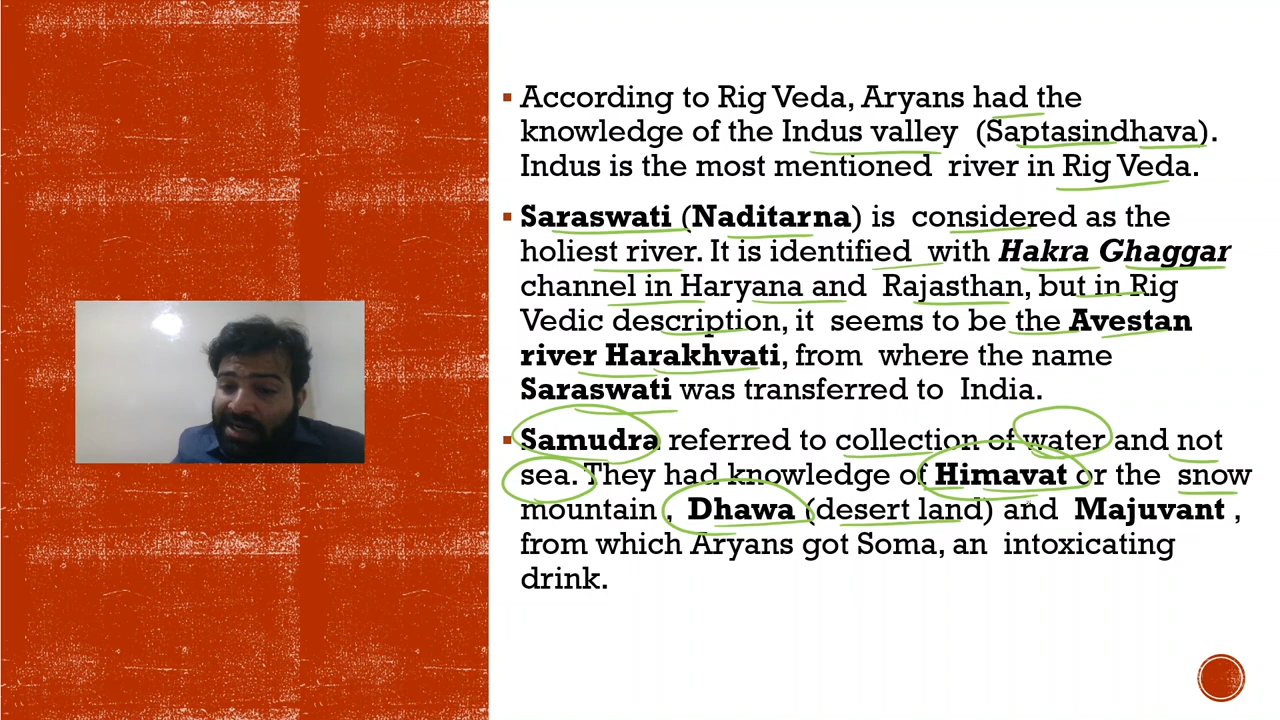 According to Rig Veda, Aryans had the
knowledge of the Indus valley (Saptasindhava).
Indus is the most mentioned river in Rig Veda.
Saraswati (Naditarna) is considered as the
holiest river. It is identified with Hakra Ghaggar
channel in Haryana and Rajasthan, but in Rig
Vedic description, it seems to be the Avestan
river Harakhvati, from where the name
Saraswati was transferred to India.
Samudra referred to collection of water and not
sea. They had knowledge of Himavat or the snow
mountain , Dhawa (desert land) and Majuvant ,
from which Aryans got Soma, an intoxicating
drink.